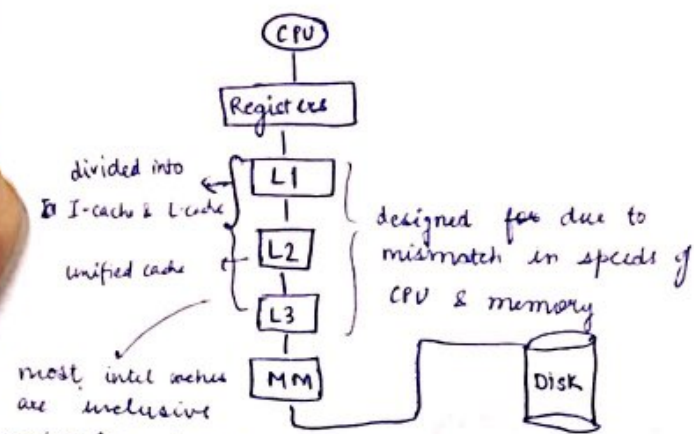 CPU
Registers
divided into
I-cache & L-cache
L1
unified cache
L2
L3
designed for due to
mismatch in speeds of
CPU & memory
most intel caches
are inclusive
MM
Disk